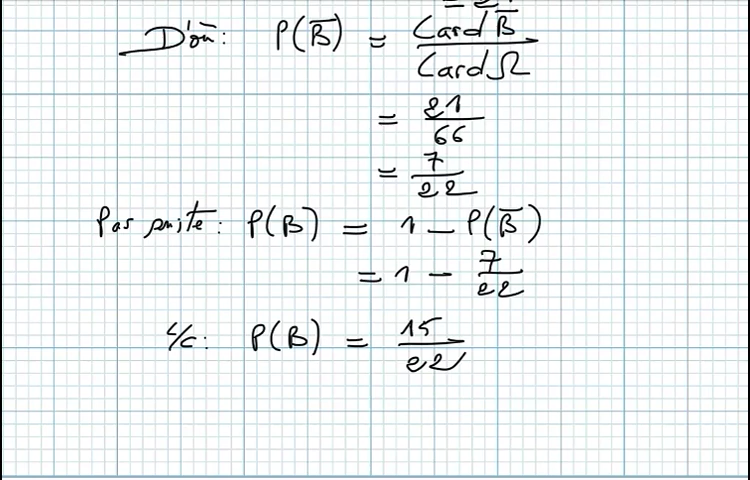 D'où: P(B̅) = Card B̅ / Card Ω
= 21/66
= 7/22
Par suite: P(B) = 1 - P(B̅)
= 1 - 7/22
c/c: P(B) = 15/22